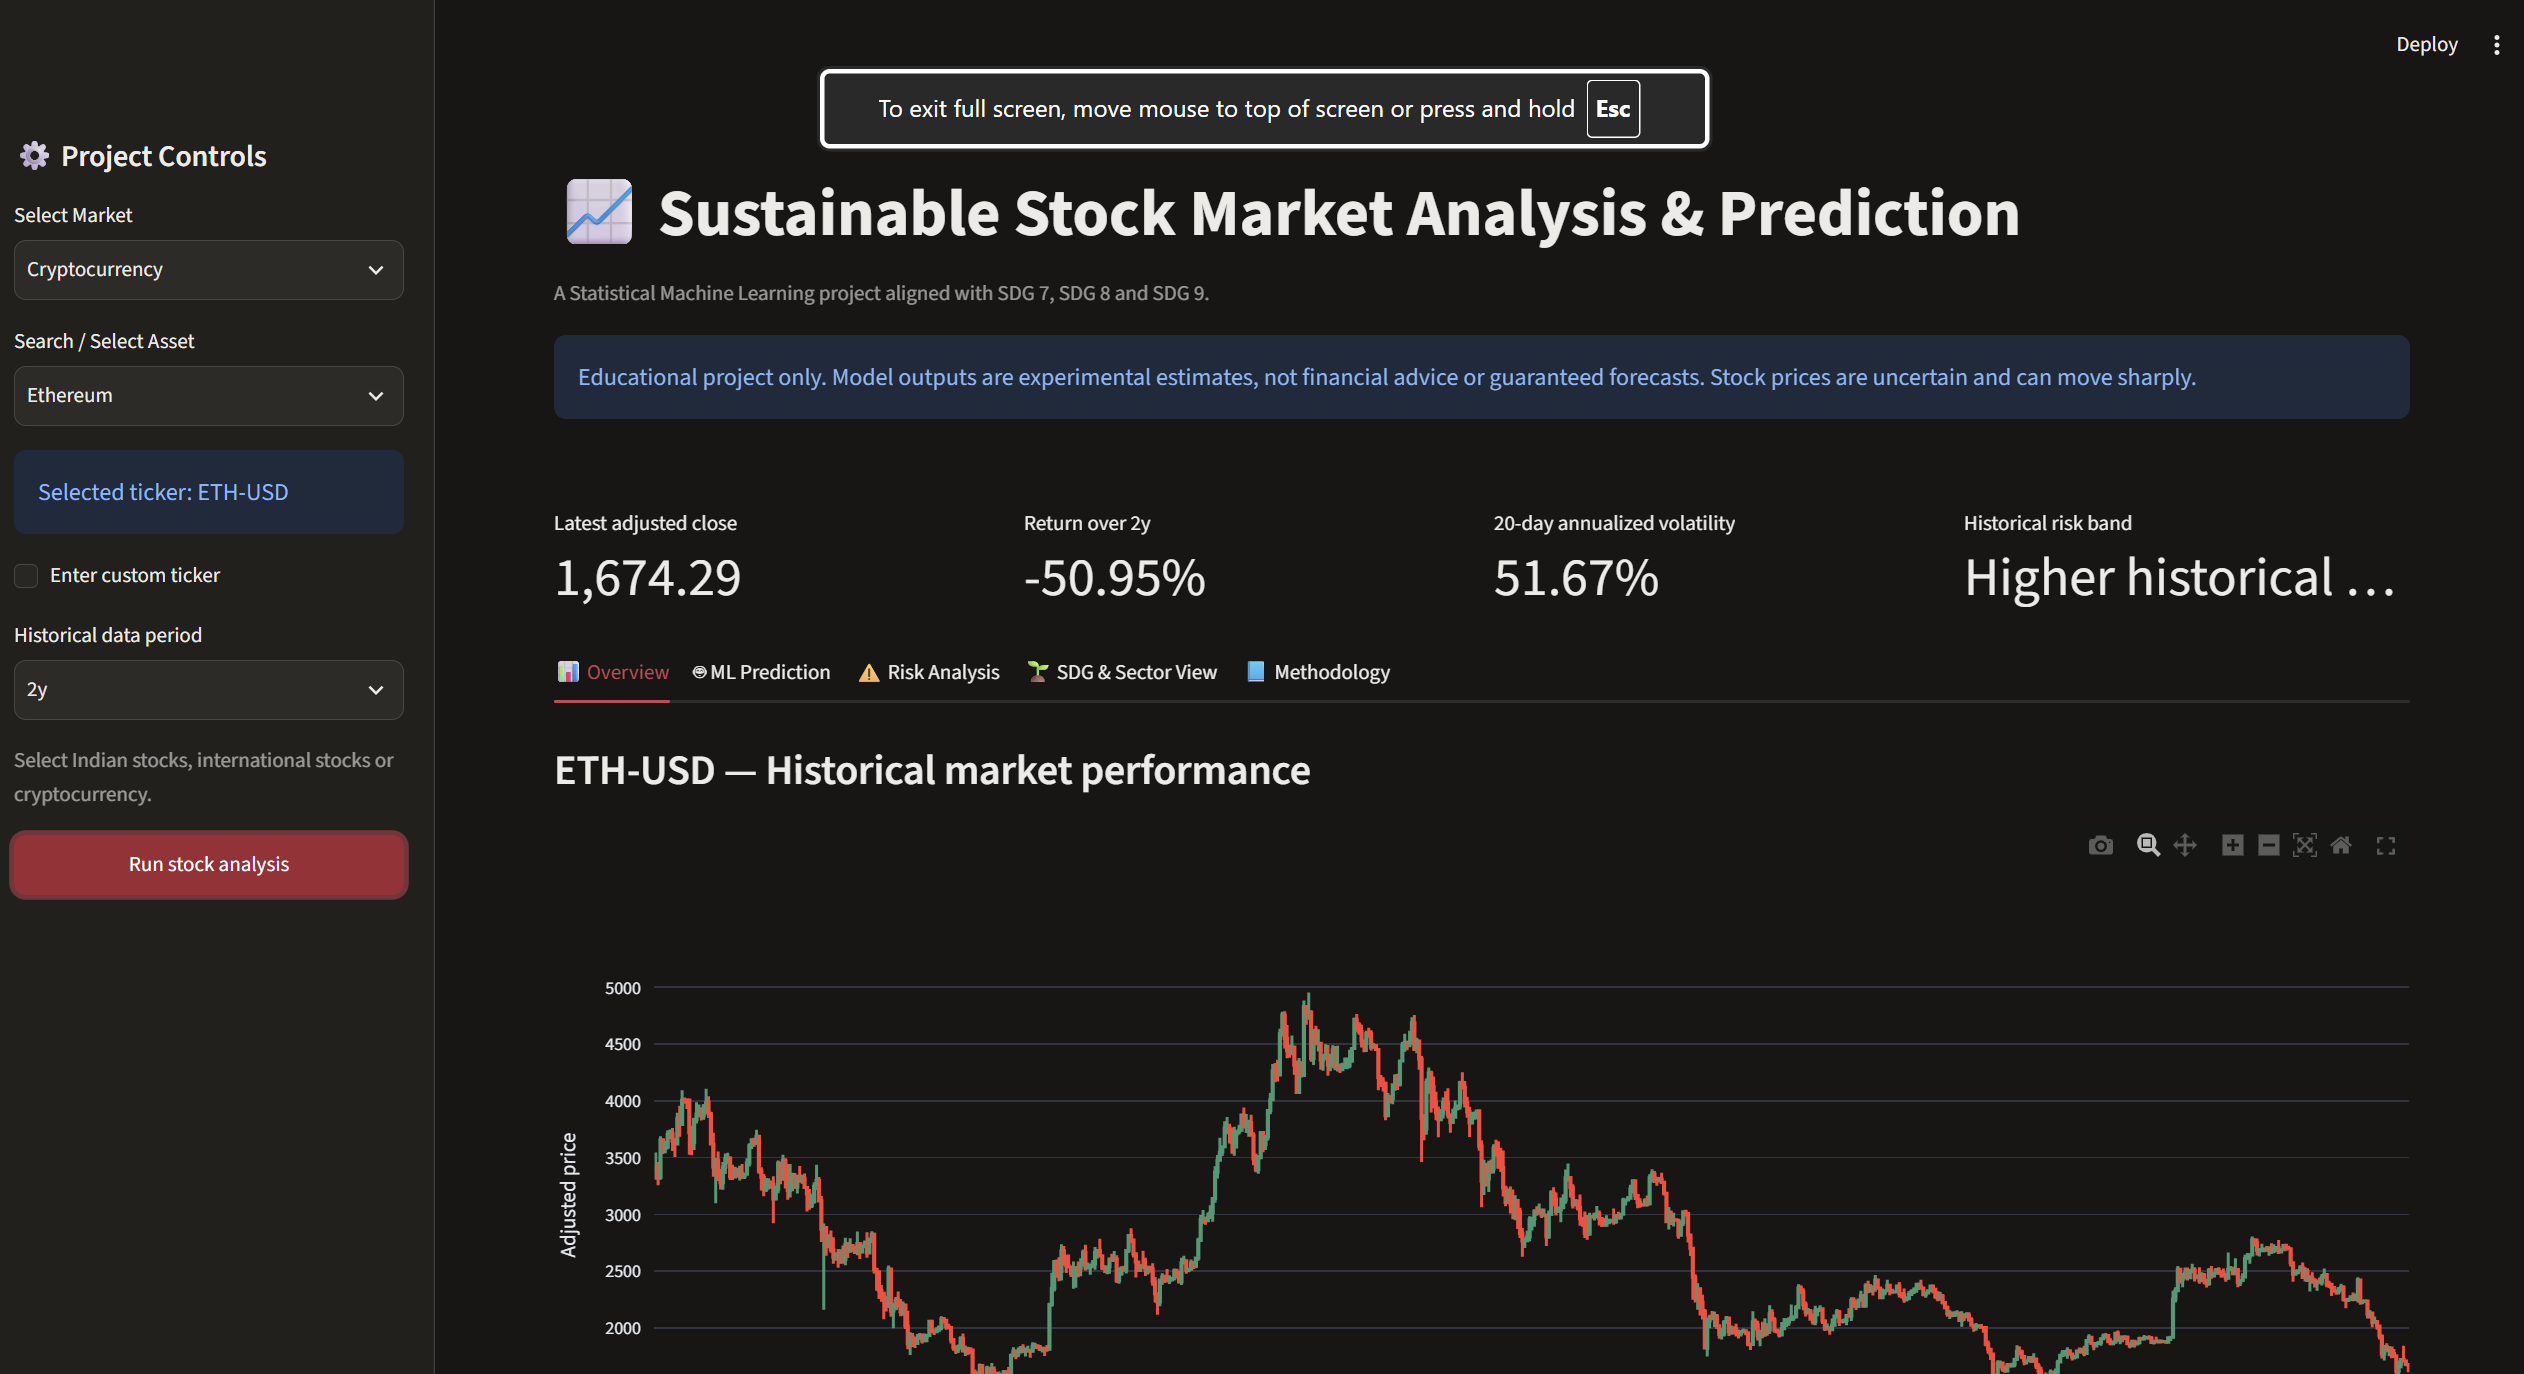 Deploy
To exit full screen, move mouse to top of screen or press and hold Esc
Project Controls
Select Market
Cryptocurrency
Search / Select Asset
Ethereum
Selected ticker: ETH-USD
Enter custom ticker
Historical data period
2y
Select Indian stocks, international stocks or
cryptocurrency.
Run stock analysis
Sustainable Stock Market Analysis & Prediction
A Statistical Machine Learning project aligned with SDG 7, SDG 8 and SDG 9.
Educational project only. Model outputs are experimental estimates, not financial advice or guaranteed forecasts. Stock prices are uncertain and can move sharply.
Latest adjusted close
1,674.29
Return over 2y
-50.95%
20-day annualized volatility
51.67%
Historical risk band
Higher historical …
Overview
ML Prediction
Risk Analysis
SDG & Sector View
Methodology
ETH-USD — Historical market performance
5000
4500
4000
3500
3000
2500
2000
Adjusted price